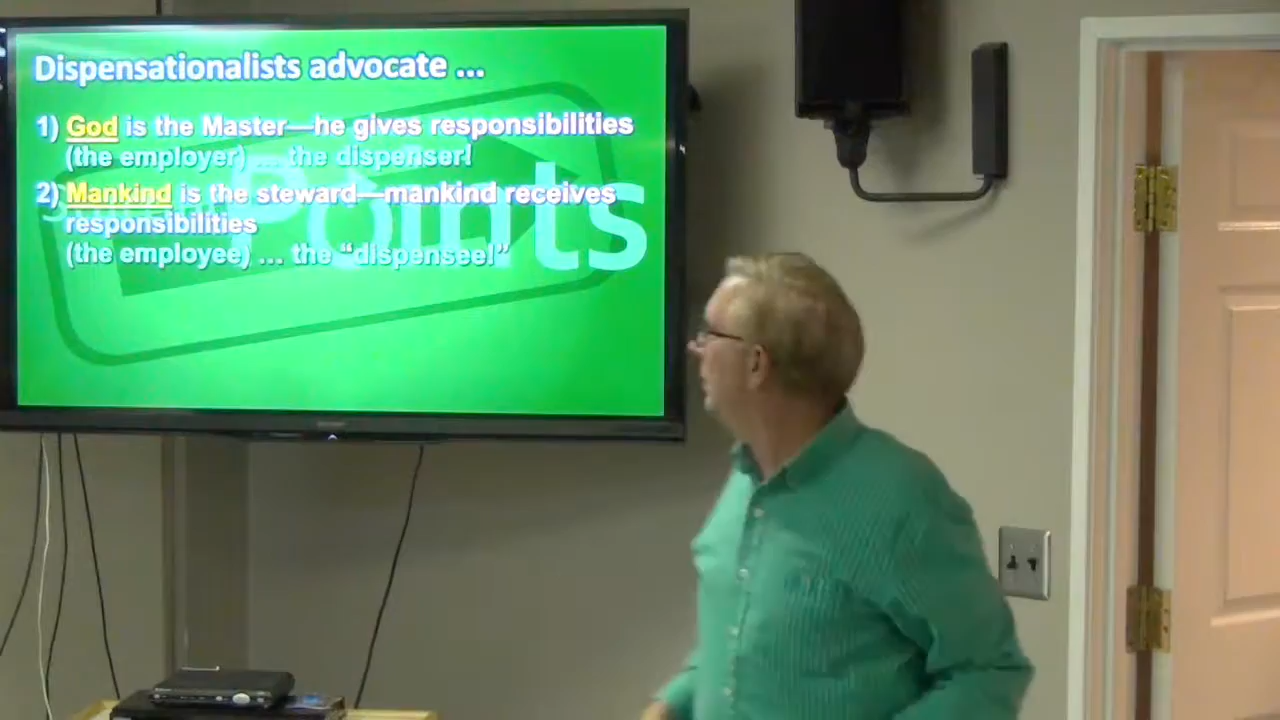 Dispensationalists advocate ...
1) God is the Master—he gives responsibilities
(the employer) ... the dispenser!
2) Mankind is the steward—mankind receives
responsibilities
(the employee) ... the “dispensee!”
Points